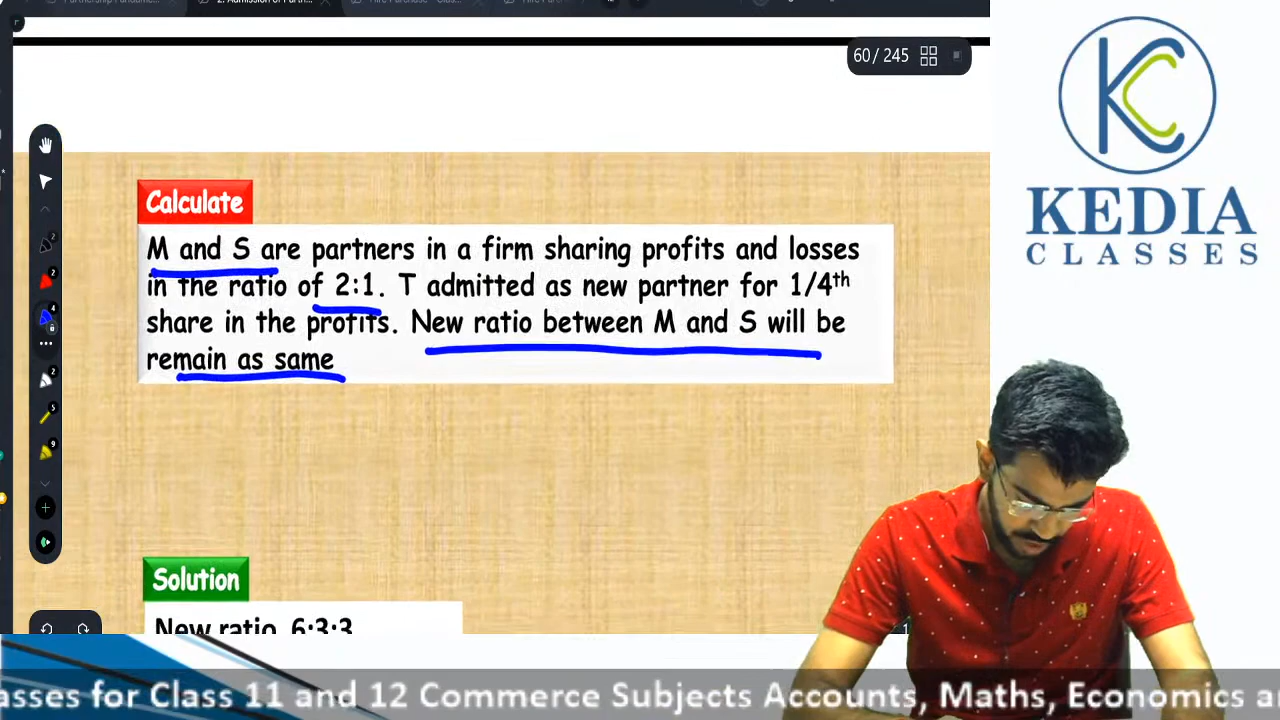 60/ 245
Calculate
M and S are partners in a firm sharing profits and losses
in the ratio of 2:1. T admitted as new partner for 1/4th
share in the profits. New ratio between M and S will be
remain as same
Solution
New ratio 6:3:3
KC
KEDIA
CLASSES
asses for Class 11 and 12 Commerce Subjects Accounts, Maths, Economics a